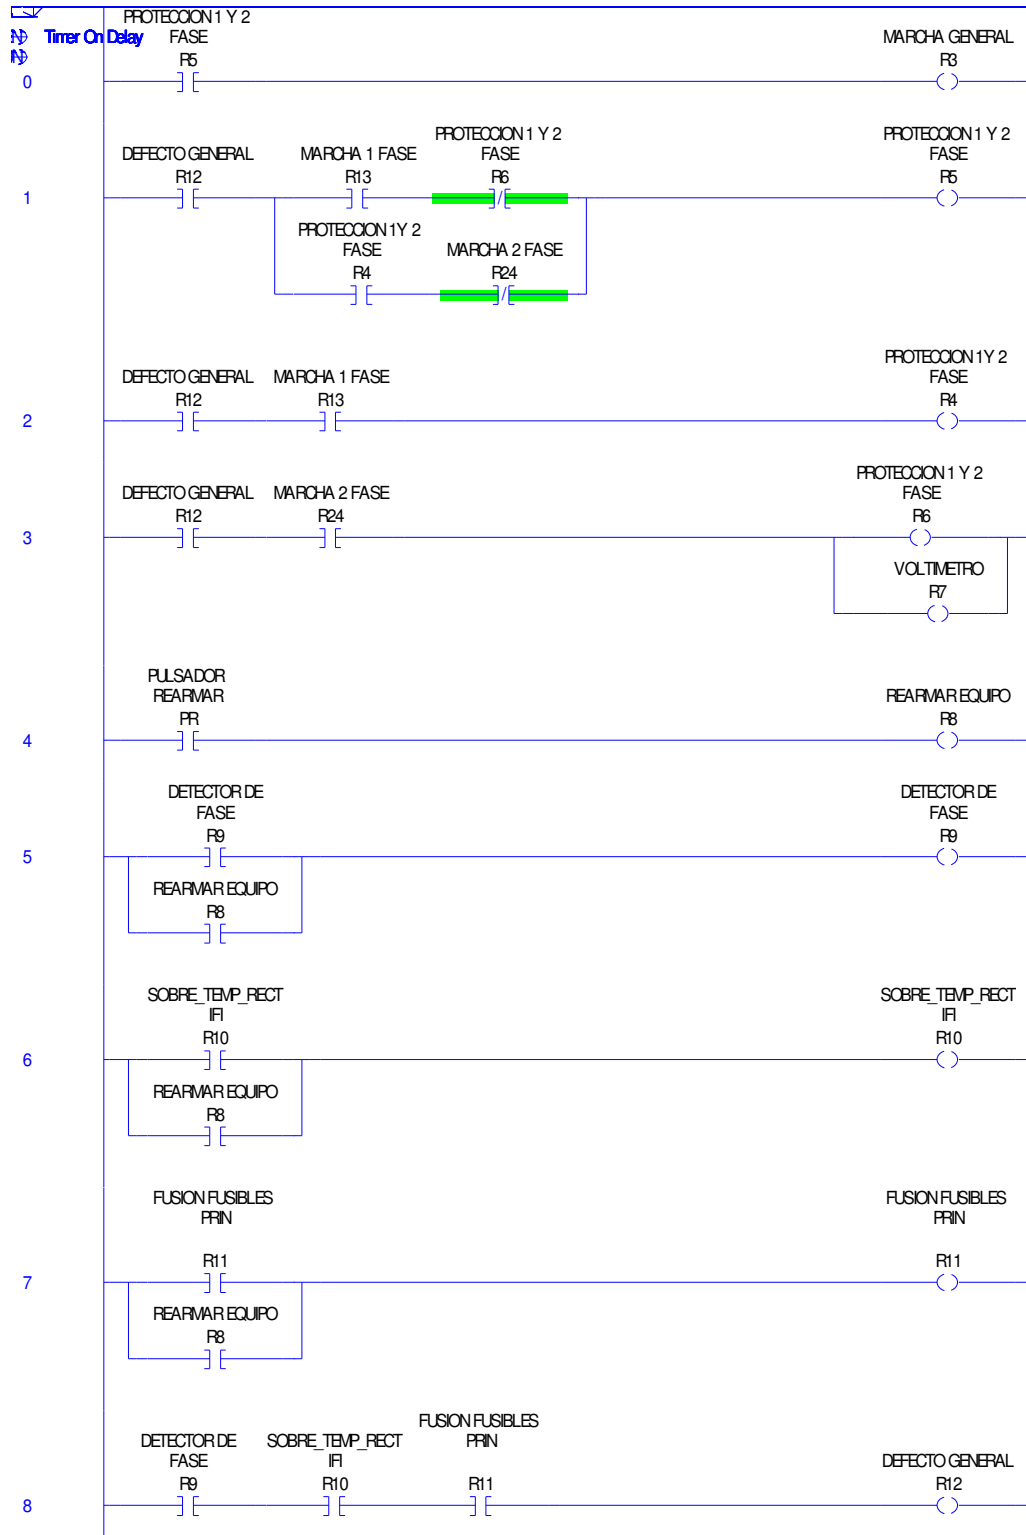 PROTECCION 1 Y 2
FASE
R5
Timer On Delay
MARCHA GENERAL
R3
0
DEFECTO GENERAL
R12
MARCHA 1 FASE
R13
PROTECCION 1 Y 2
FASE
R6
PROTECCION 1 Y 2
FASE
R5
1
PROTECCION 1Y 2
FASE
R4
MARCHA 2 FASE
R24
DEFECTO GENERAL
R12
MARCHA 1 FASE
R13
PROTECCION 1Y 2
FASE
R4
2
DEFECTO GENERAL
R12
MARCHA 2 FASE
R24
PROTECCION 1 Y 2
FASE
R6
3
VOLTIMETRO
R7
PULSADOR
REARMAR
PR
REARMAR EQUIPO
R8
4
DETECTOR DE
FASE
R9
DETECTOR DE
FASE
R9
5
REARMAR EQUIPO
R8
SOBRE_TEMP_RECT
IFI
R10
SOBRE_TEMP_RECT
IFI
R10
6
REARMAR EQUIPO
R8
FUSION FUSIBLES
PRIN
R11
FUSION FUSIBLES
PRIN
R11
7
REARMAR EQUIPO
R8
DETECTOR DE
FASE
R9
SOBRE_TEMP_RECT
IFI
R10
FUSION FUSIBLES
PRIN
R11
DEFECTO GENERAL
R12
8